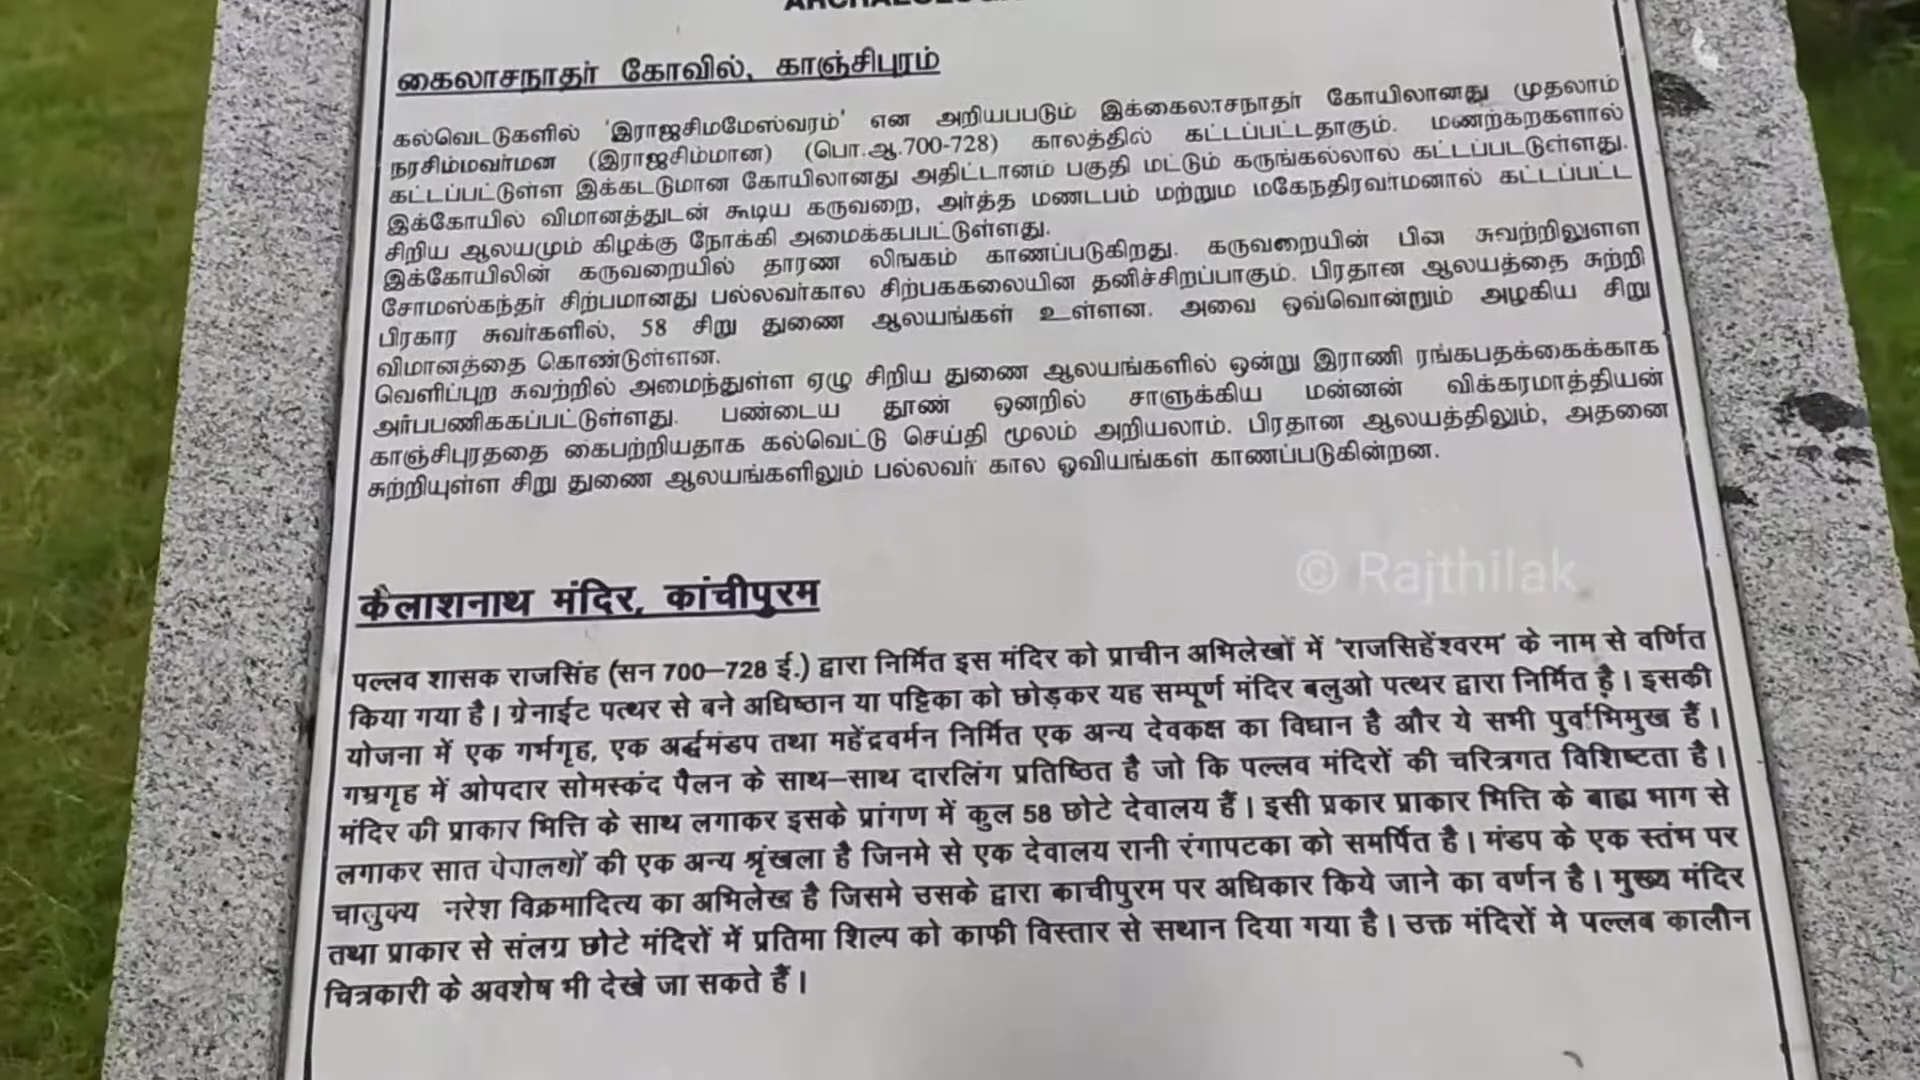 கைலாசநாதர் கோவில், காஞ்சிபுரம்
கல்வெட்டுகளில் 'இராஜசிம்மேஸ்வரம்' என அறியபபடும் இக்கைலாசநாதர் கோயிலானது முதலாம்
நரசிம்மவர்மன (இராஜசிம்மான) (பொ.ஆ.700-728) காலத்தில் கட்டப்பட்டதாகும். மணற்கறகளால்
கட்டப்பட்டுள்ள இக்கடடுமான கோயிலானது அதிட்டானம் பகுதி மட்டும் கருங்கல்லால் கட்டப்படடுள்ளது.
இக்கோயில் விமானத்துடன் கூடிய கருவறை, அர்த்த மணடபம் மற்றும மகேநதிரவர்மனால் கட்டப்பட்ட
சிறிய ஆலயமும் கிழக்கு நோக்கி அமைக்கபபட்டுள்ளது.
இக்கோயிலின் கருவறையில் தாரண லிங்கம் காணப்படுகிறது. கருவறையின் பின சுவற்றிலுளள
சோமஸ்கந்தர் சிற்பமானது பல்லவர்கால சிற்பககலையின தனிச்சிறப்பாகும். பிரதான ஆலயத்தை சுற்றி
பிரகார சுவர்களில், 58 சிறு துணை ஆலயங்கள் உள்ளன. அவை ஒவ்வொன்றும் அழகிய சிறு
விமானத்தை கொண்டுள்ளன.
வெளிப்புற சுவற்றில் அமைந்துள்ள ஏழு சிறிய துணை ஆலயங்களில் ஒன்று இராணி ரங்கபதக்கைக்காக
அர்பபணிககப்பட்டுள்ளது. பண்டைய தூண் ஒனறில் சாளுக்கிய மன்னன் விக்கரமாத்தியன்
காஞ்சிபுரததை கைபற்றியதாக கல்வெட்டு செய்தி மூலம் அறியலாம். பிரதான ஆலயத்திலும், அதனை
சுற்றியுள்ள சிறு துணை ஆலயங்களிலும் பல்லவர் கால ஓவியங்கள் காணப்படுகின்றன.
© Rajthilak
कैलाशनाथ मंदिर, कांचीपुरम
पल्लव शासक राजसिंह (सन 700–728 ई.) द्वारा निर्मित इस मंदिर को प्राचीन अभिलेखों में 'राजसिहेंश्वरम' के नाम से वर्णित
किया गया है। ग्रेनाईट पत्थर से बने अधिष्ठान या पट्टिका को छोड़कर यह सम्पूर्ण मंदिर बलुओ पत्थर द्वारा निर्मित है। इसकी
योजना में एक गर्भगृह, एक अर्द्धमंडप तथा महेंद्रवर्मन निर्मित एक अन्य देवकक्ष का विधान है और ये सभी पुर्वाभिमुख हैं।
गभ्रगृह में ओपदार सोमस्कंद पैलन के साथ–साथ दारलिंग प्रतिष्ठित है जो कि पल्लव मंदिरों की चरित्रगत विशिष्टता है।
मंदिर की प्राकार भित्ति के साथ लगाकर इसके प्रांगण में कुल 58 छोटे देवालय हैं। इसी प्रकार प्राकार भित्ति के बाह्य भाग से
लगाकर सात की एक अन्य श्रृंखला है जिनमे से एक देवालय रानी रंगापटका को समर्पित है। मंडप के एक स्तंम पर
चालुक्य नरेश विक्रमादित्य का अभिलेख है जिसमे उसके द्वारा काचीपुरम पर अधिकार किये जाने का वर्णन है। मुख्य मंदिर
तथा प्राकार से संलग्र छोटे मंदिरों में प्रतिमा शिल्प को काफी विस्तार से सथान दिया गया है। उक्त मंदिरों मे पल्लव कालीन
चित्रकारी के अवशेष भी देखे जा सकते हैं।